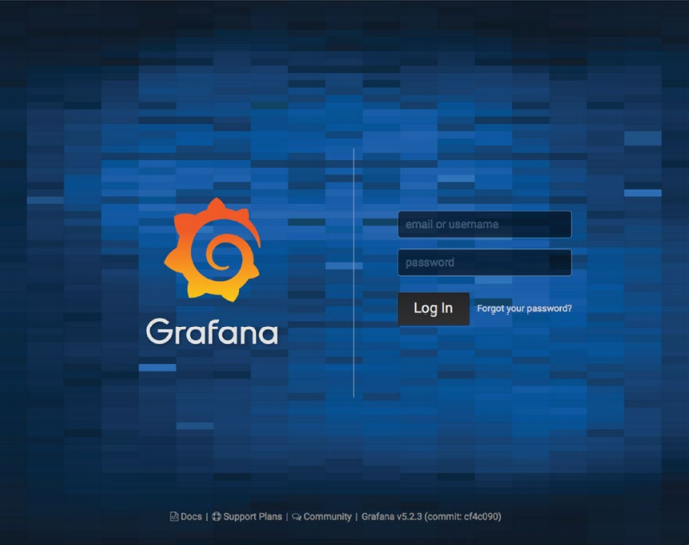 Grafana
email or username
password
Log In Forgot your password?
Docs | Support Plans | Community | Grafana v5.2.3 (commit: cf4c090)